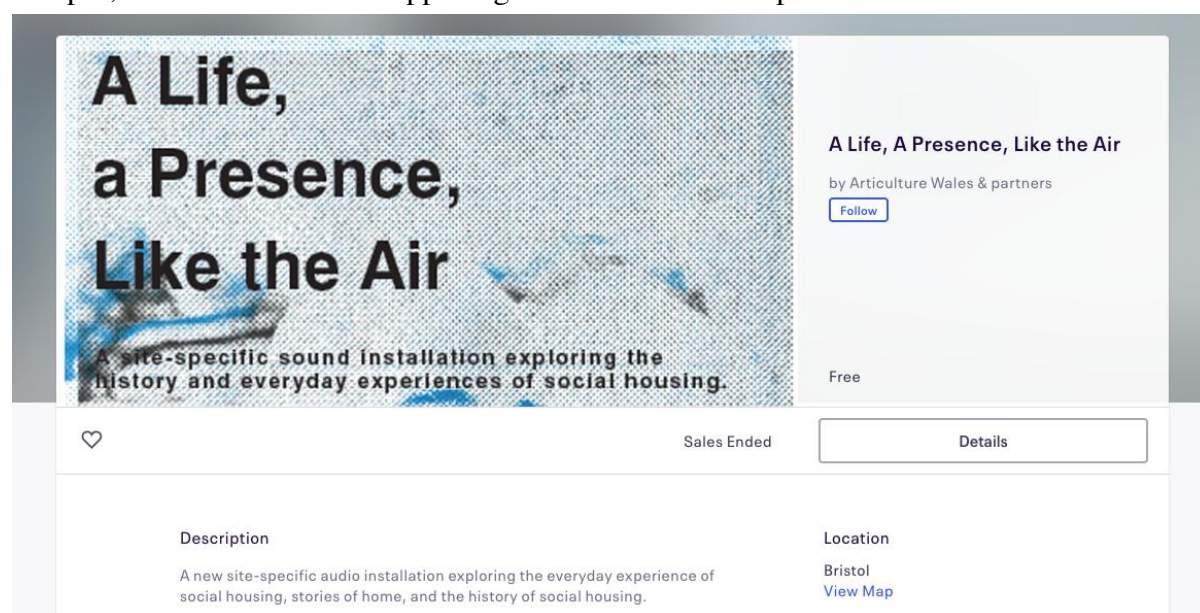 A Life,
a Presence,
Like the Air
A site-specific sound installation exploring the
history and everyday experiences of social housing.
A Life, A Presence, Like the Air
by Articulture Wales & partners
Follow
Free
Sales Ended
Details
Description
A new site-specific audio installation exploring the everyday experience of
social housing, stories of home, and the history of social housing.
Location
Bristol
View Map